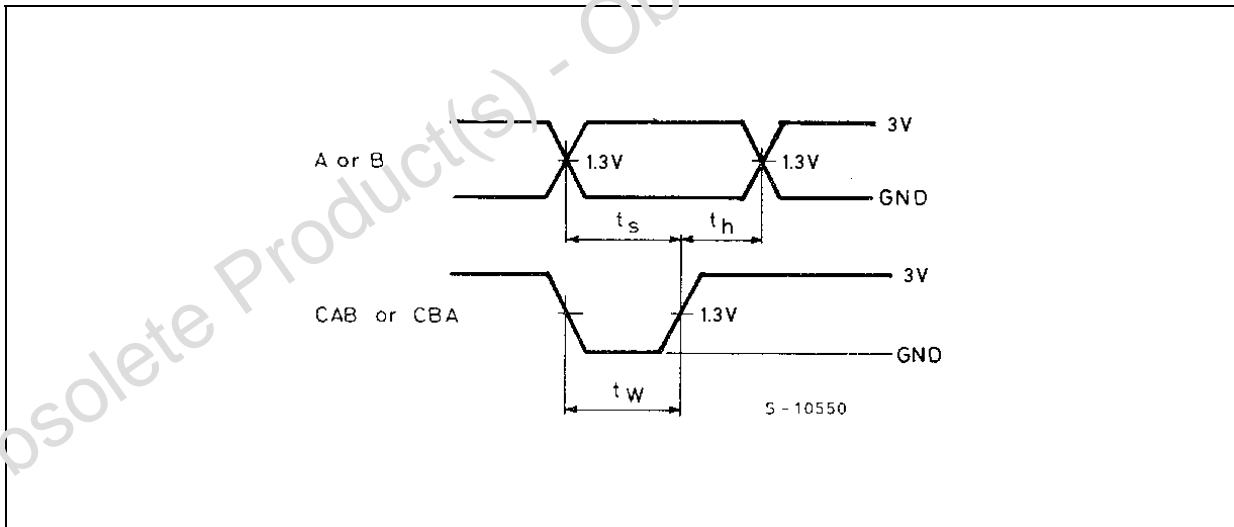 bsolete Product(s) - Ob
3V
A or B
1.3V
1.3V
GND
ts
th
3V
CAB or CBA
1.3V
GND
tW
S-10550